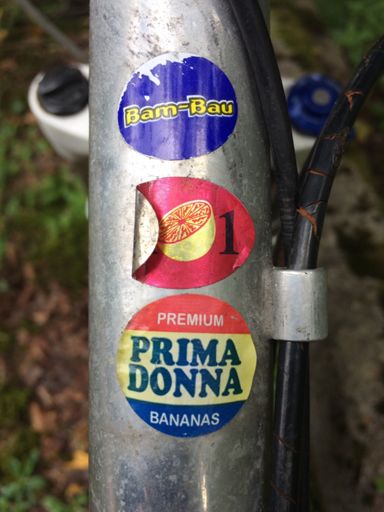 Bam-Bau
1
PREMIUM
PRIMA
DONNA
BANANAS